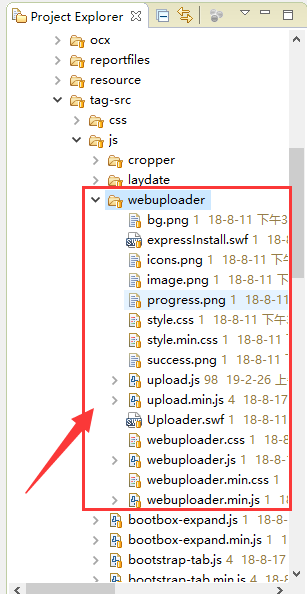 Project Explorer
ocx
reportfiles
resource
tag-src
css
js
cropper
laydate
webuploader
bg.png 1 18-8-11 下午3
expressInstall.swf 1 18-8
icons.png 1 18-8-11 下
image.png 1 18-8-11
progress.png 1 18-8-11
style.css 1 18-8-11 下午
style.min.css 1 18-8-11
success.png 1 18-8-11
upload.js 98 19-2-26 上
upload.min.js 4 18-8-17
Uploader.swf 1 18-8-11
webuploader.css 1 18-8
webuploader.js 1 18-8-
webuploader.min.css 1
webuploader.min.js 1 18
bootbox-expand.js 1 18-8-
bootbox-expand.min.js 1
bootstrap-tab.js 4 18-8-17
bootstrap-tab.min.js 4 18-